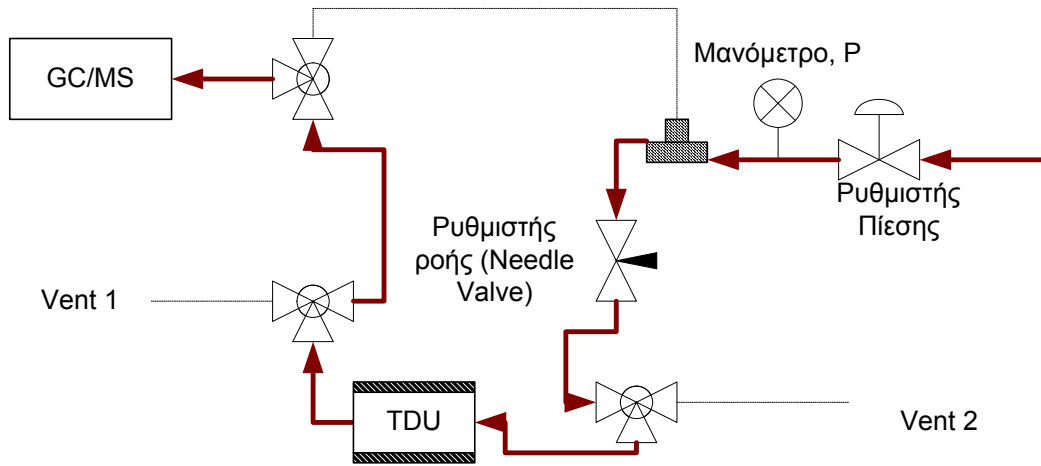 GC/MS
Μανόμετρο, P
Ρυθμιστής
Πίεσης
Ρυθμιστής
ροής (Needle
Valve)
Vent 1
TDU
Vent 2